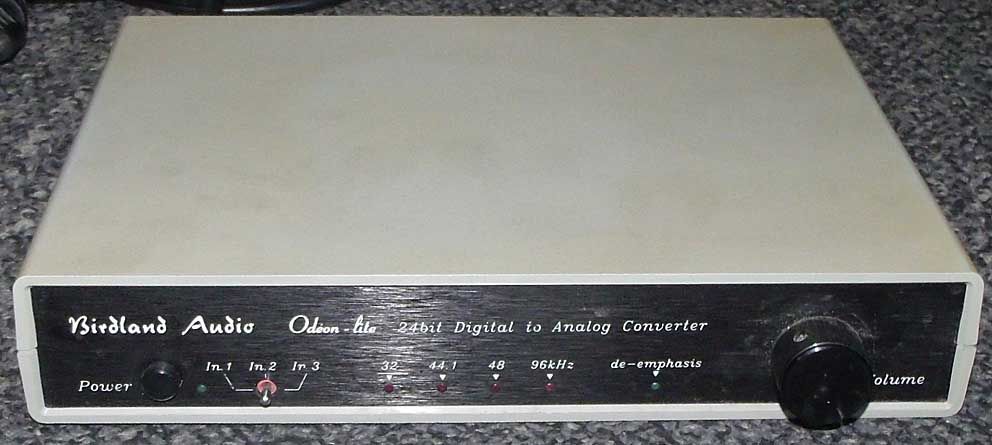 Birdland Audio Odéon-lite 24bit Digital to Analog Converter
In.1 In.2 In.3 32 44.1 48 96kHz de-emphasis
Power Volume